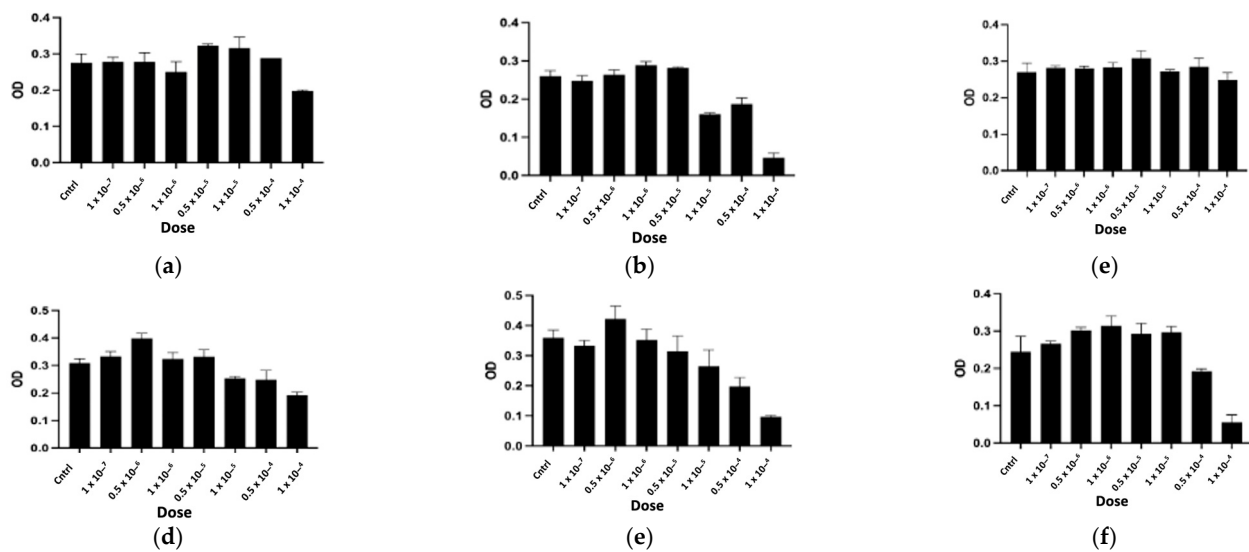 0.4
0.3
0.2
0.1
0.0
OD
Cntrl
1 x 10⁻⁷
0.5 x 10⁻⁶
1 x 10⁻⁶
0.5 x 10⁻⁵
1 x 10⁻⁵
0.5 x 10⁻⁴
1 x 10⁻⁴
Dose
(a)
0.4
0.3
0.2
0.1
0.0
OD
Cntrl
1 x 10⁻⁷
0.5 x 10⁻⁶
1 x 10⁻⁶
0.5 x 10⁻⁵
1 x 10⁻⁵
0.5 x 10⁻⁴
1 x 10⁻⁴
Dose
(b)
0.4
0.3
0.2
0.1
0.0
OD
Cntrl
1 x 10⁻⁷
0.5 x 10⁻⁶
1 x 10⁻⁶
0.5 x 10⁻⁵
1 x 10⁻⁵
0.5 x 10⁻⁴
1 x 10⁻⁴
Dose
(e)
0.5
0.4
0.3
0.2
0.1
0.0
OD
Cntrl
1 x 10⁻⁷
0.5 x 10⁻⁶
1 x 10⁻⁶
0.5 x 10⁻⁵
1 x 10⁻⁵
0.5 x 10⁻⁴
1 x 10⁻⁴
Dose
(d)
0.5
0.4
0.3
0.2
0.1
0.0
OD
Cntrl
1 x 10⁻⁷
0.5 x 10⁻⁶
1 x 10⁻⁶
0.5 x 10⁻⁵
1 x 10⁻⁵
0.5 x 10⁻⁴
1 x 10⁻⁴
Dose
(e)
0.4
0.3
0.2
0.1
0.0
OD
Cntrl
1 x 10⁻⁷
0.5 x 10⁻⁶
1 x 10⁻⁶
0.5 x 10⁻⁵
1 x 10⁻⁵
0.5 x 10⁻⁴
1 x 10⁻⁴
Dose
(f)